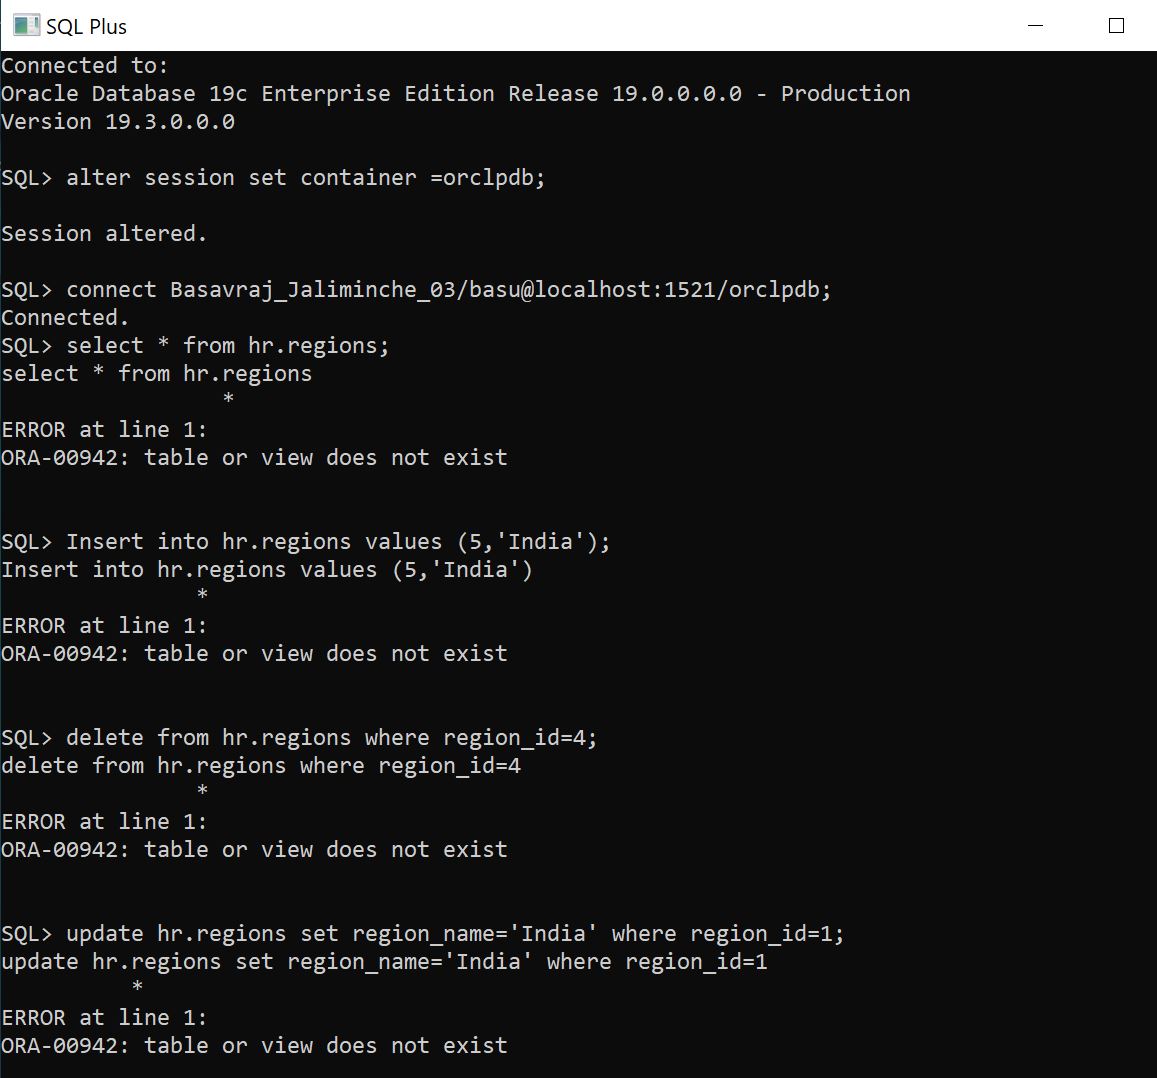 SQL Plus
Connected to:
Oracle Database 19c Enterprise Edition Release 19.0.0.0.0 - Production
Version 19.3.0.0.0
SQL> alter session set container =orclpdb;
Session altered.
SQL> connect Basavraj_Jaliminche_03/basu@localhost:1521/orclpdb;
Connected.
SQL> select * from hr.regions;
select * from hr.regions
*
ERROR at line 1:
ORA-00942: table or view does not exist
SQL> Insert into hr.regions values (5,'India');
Insert into hr.regions values (5,'India')
*
ERROR at line 1:
ORA-00942: table or view does not exist
SQL> delete from hr.regions where region_id=4;
delete from hr.regions where region_id=4
*
ERROR at line 1:
ORA-00942: table or view does not exist
SQL> update hr.regions set region_name='India' where region_id=1;
update hr.regions set region_name='India' where region_id=1
*
ERROR at line 1:
ORA-00942: table or view does not exist